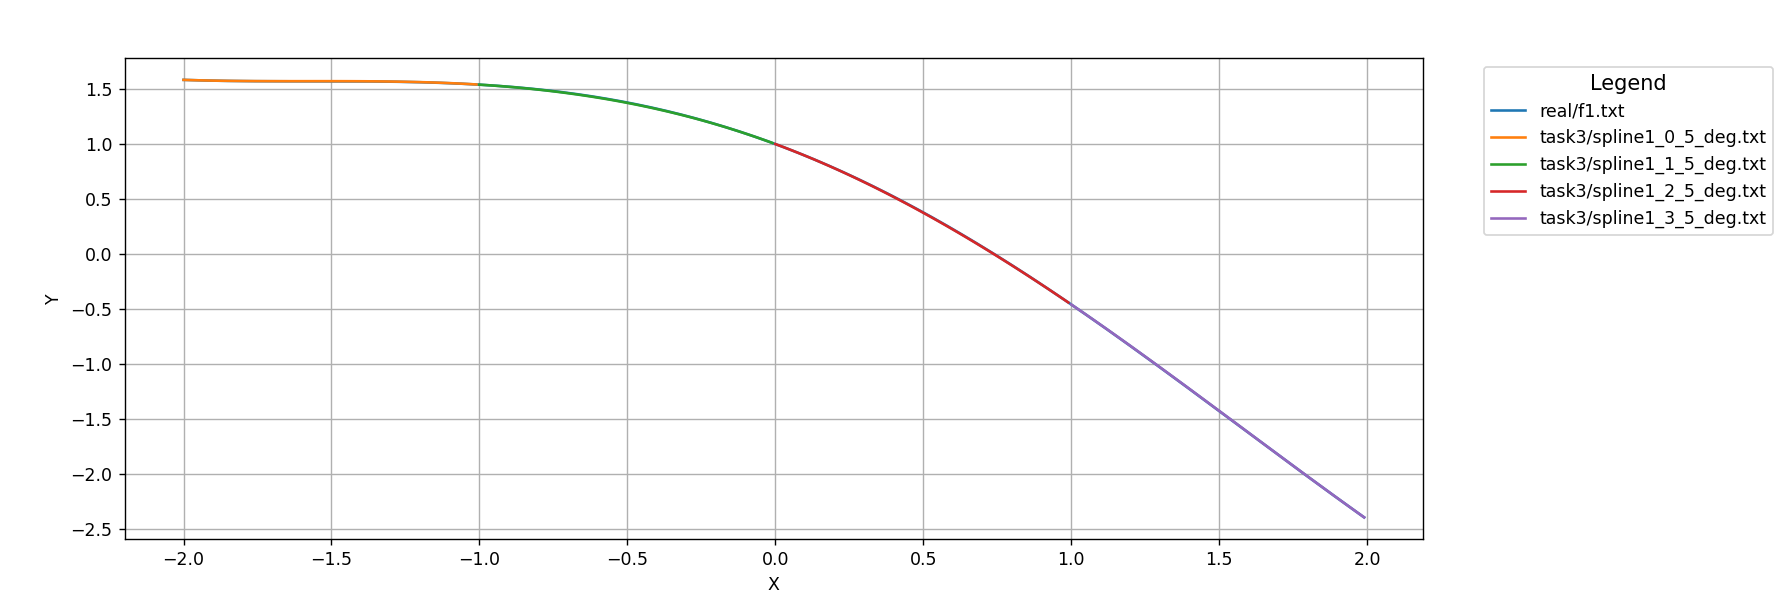 Legend
real/f1.txt
task3/spline1_0_5_deg.txt
task3/spline1_1_5_deg.txt
task3/spline1_2_5_deg.txt
task3/spline1_3_5_deg.txt
1.5
1.0
0.5
0.0
−0.5
−1.0
−1.5
−2.0
−2.5
Y
−2.0 −1.5 −1.0 −0.5 0.0 0.5 1.0 1.5 2.0
X